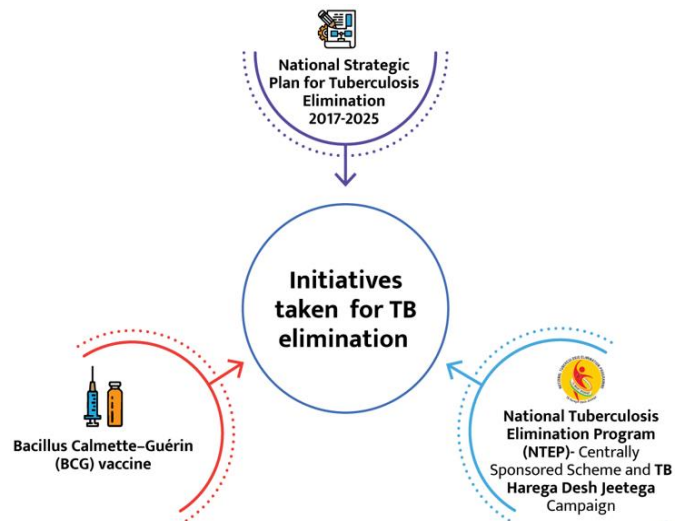 National Strategic
Plan for Tuberculosis
Elimination
2017-2025
Initiatives
taken for TB
elimination
Bacillus Calmette–Guérin
(BCG) vaccine
National Tuberculosis
Elimination Program
(NTEP)- Centrally
Sponsored Scheme and TB
Harega Desh Jeetega
Campaign